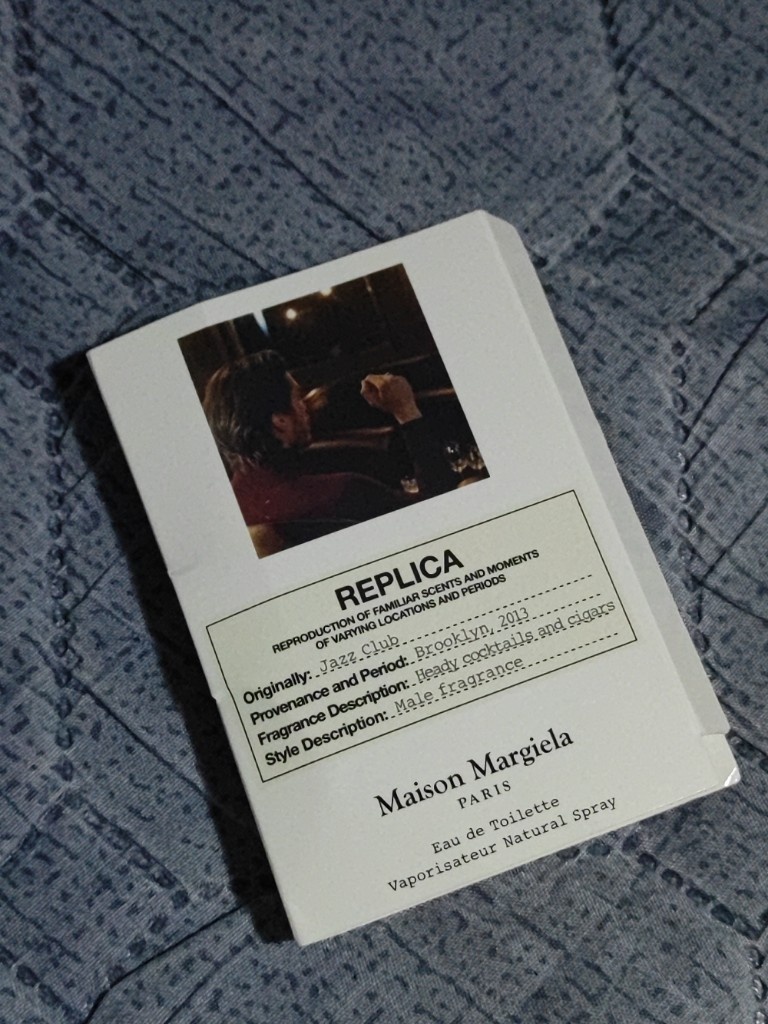 REPLICA
REPRODUCTION OF FAMILIAR SCENTS AND MOMENTS
OF VARYING LOCATIONS AND PERIODS
Originally: Jazz Club
Provenance and Period: Brooklyn, 2013
Fragrance Description: Heady cocktails and cigars
Style Description: Male fragrance
Maison Margiela
PARIS
Eau de Toilette
Vaporisateur Natural Spray